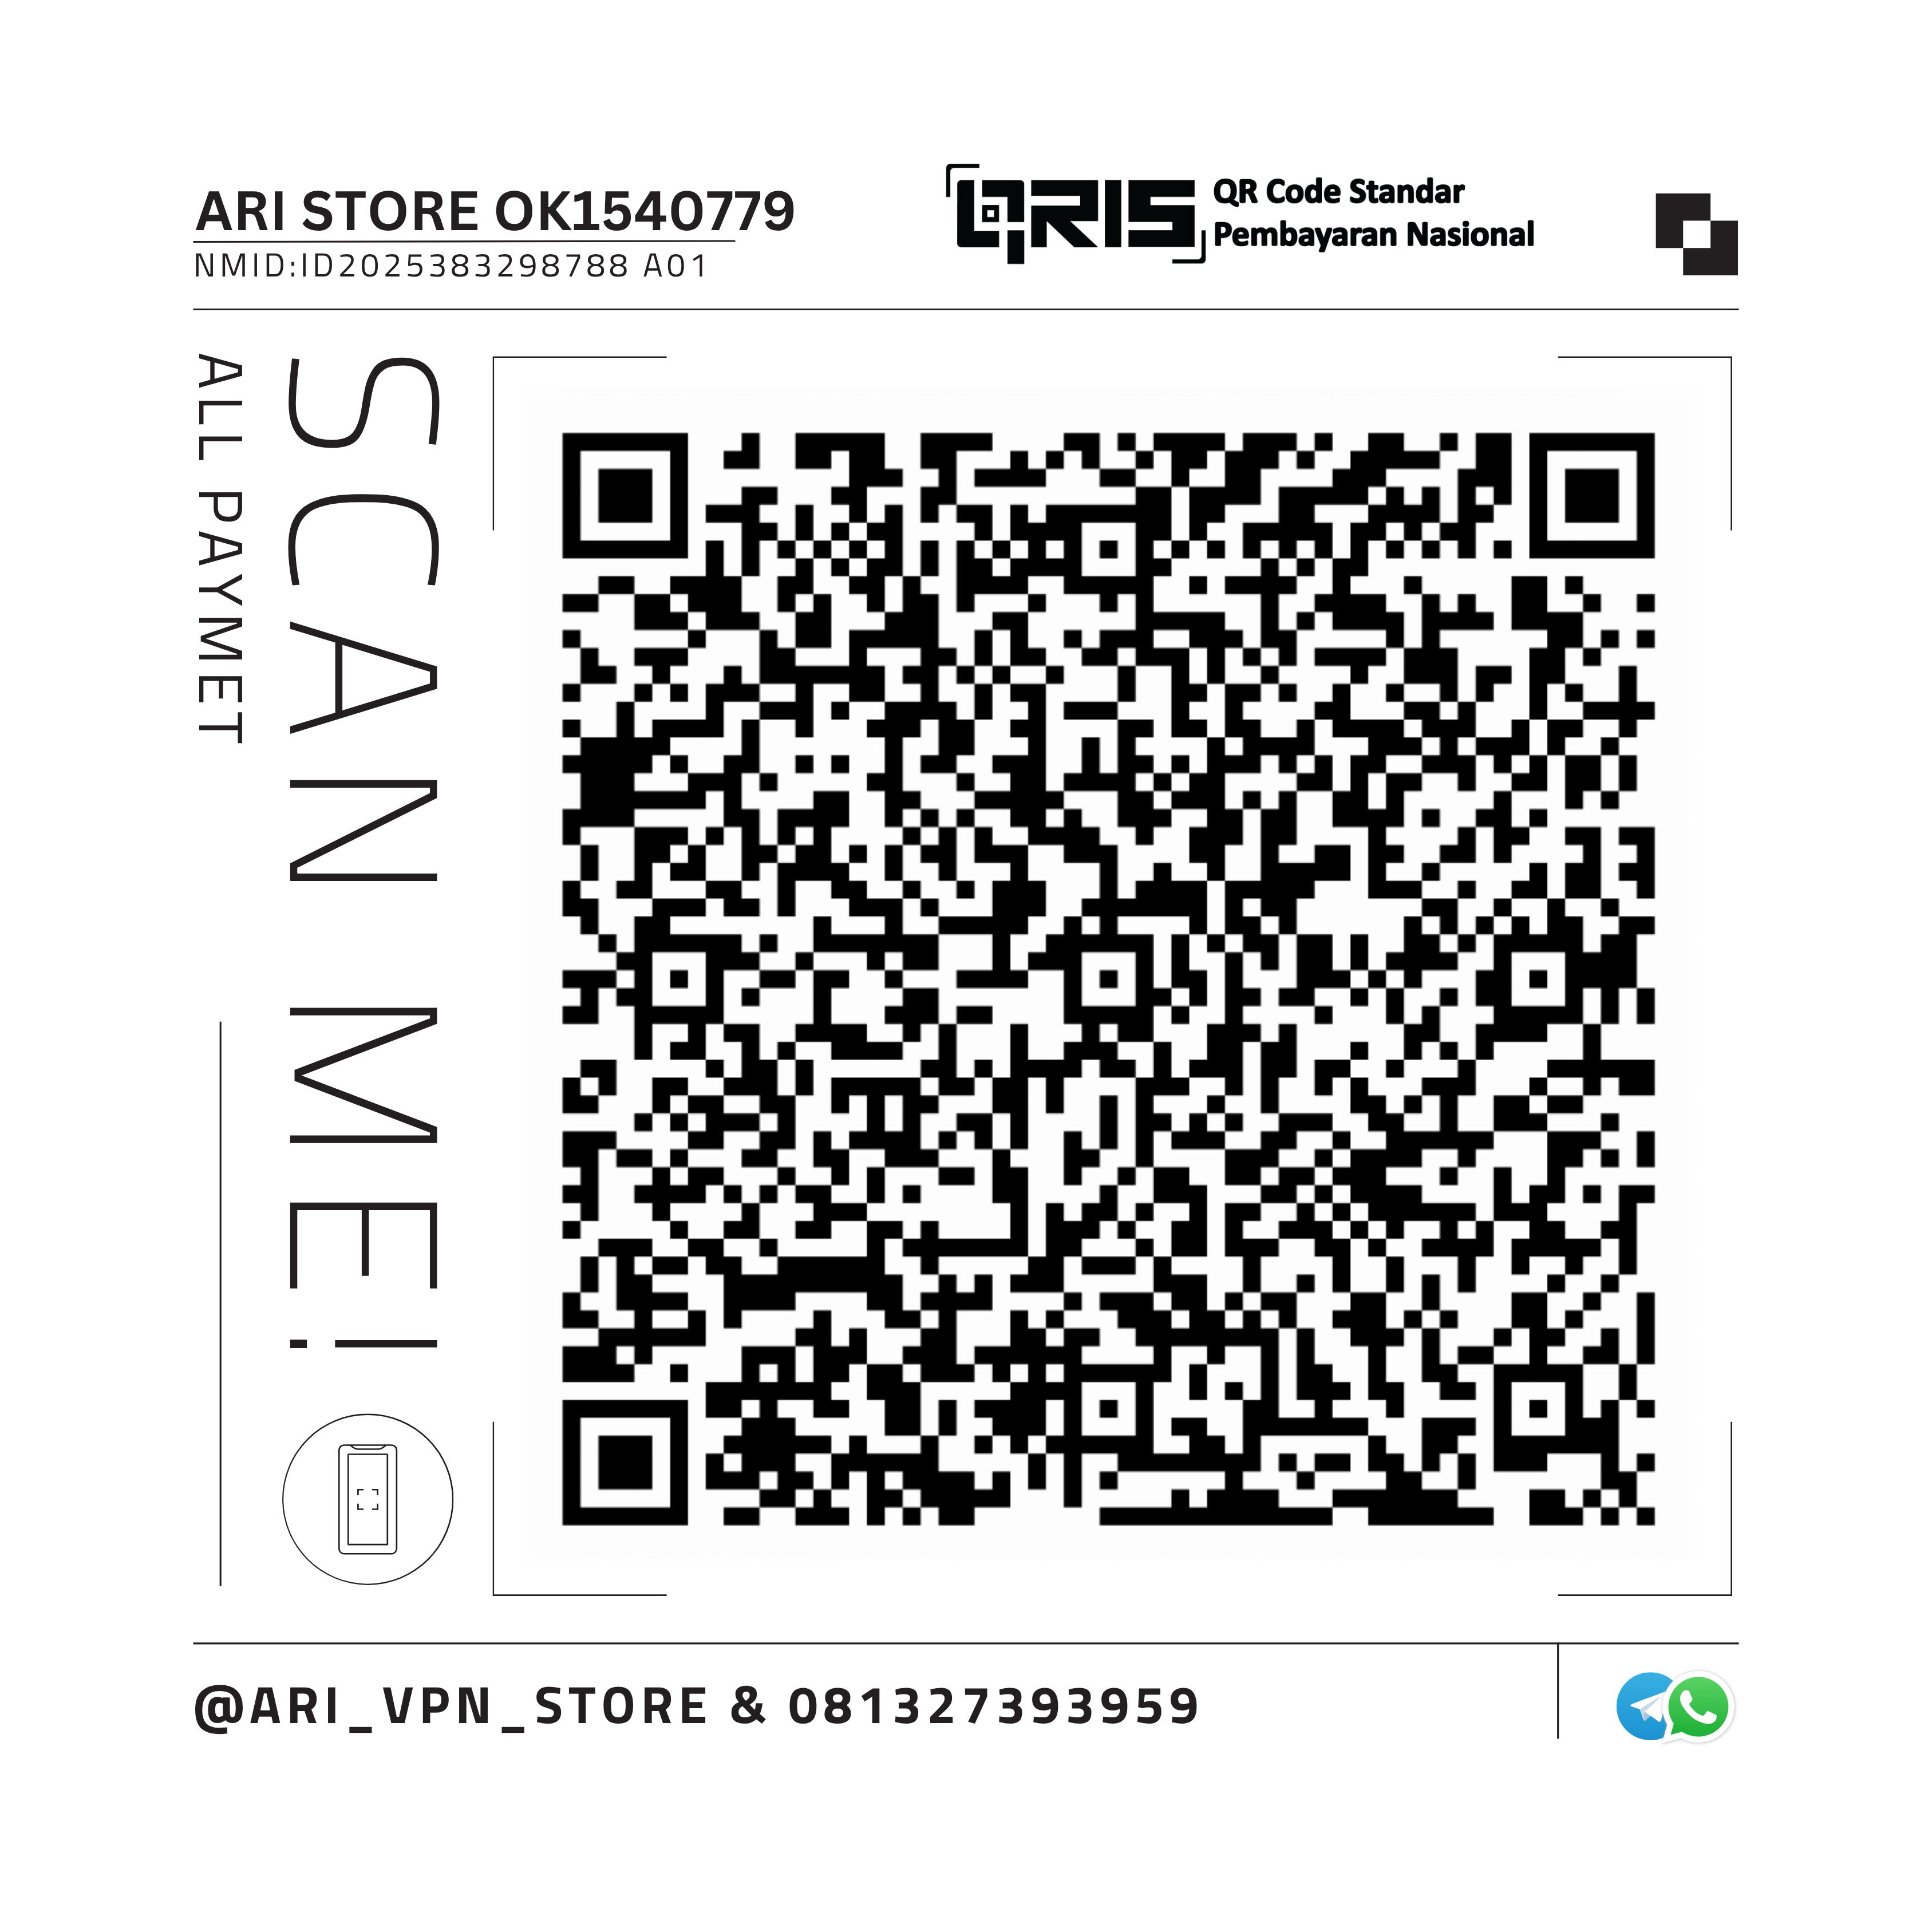 ARI STORE OK1540779
NMID:ID2025383298788 A01
QRIS
QR Code Standar
Pembayaran Nasional
SCAN ME!
ALL PAYMET
@ARI_VPN_STORE & 081327393959